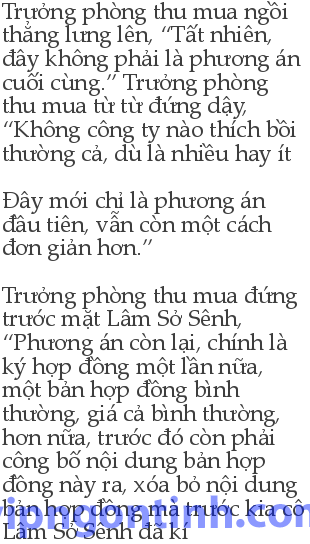 Trưởng phòng thu mua ngồi
thẳng lưng lên, “Tất nhiên,
đây không phải là phương án
cuối cùng.” Trưởng phòng
thu mua từ từ đứng dậy,
“Không công ty nào thích bồi
thường cả, dù là nhiều hay ít
Đây mới chỉ là phương án
đầu tiên, vẫn còn một cách
đơn giản hơn.”
Trưởng phòng thu mua đứng
trước mặt Lâm Sở Sênh,
“Phương án còn lại, chính là
ký hợp đồng một lần nữa,
một bản hợp đồng bình
thường, giá cả bình thường,
hơn nữa, trước đó còn phải
công bố nội dung bản hợp
đồng này ra, xóa bỏ nội dung
bản hợp đồng mà trước kia cô
Lâm Sở Sênh đã kí
vipngontinh.com